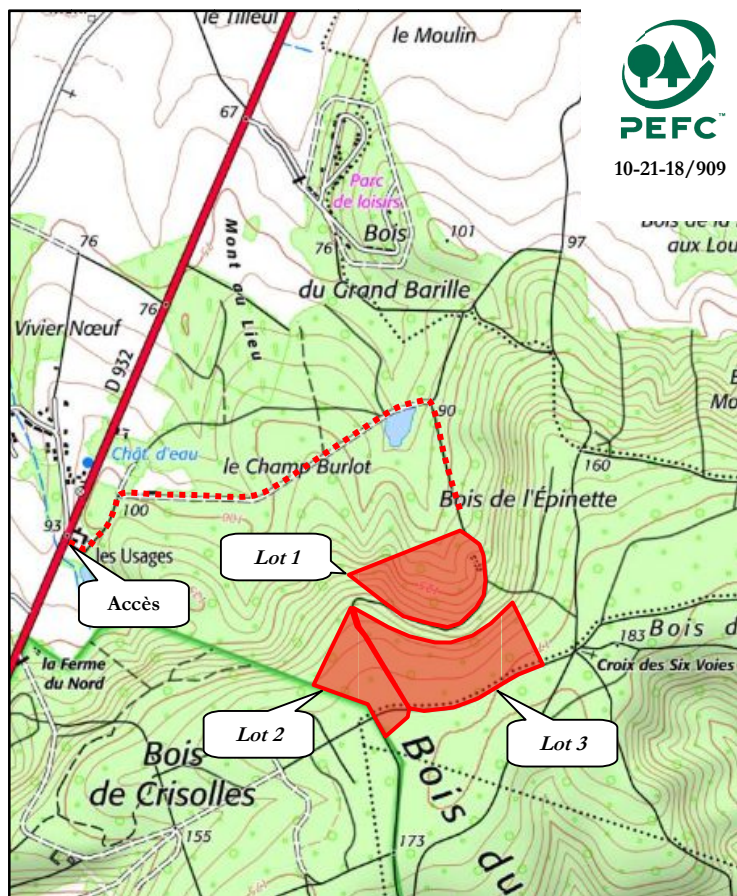 le Tilleul
le Moulin
67
PEFC™
10-21-18/909
Parc
de loisirs
Bois
du Grand Barille
76
101
97
aux Lou
76
Mont au Lieu
76
Vivier Nœuf
D 932
Chât. d'eau
le Champ Burlot
90
160
Bois de l'Épinette
100
100
93
les Usages
Accès
Lot 1
la Ferme
du Nord
Lot 2
Lot 3
183
Bois d
Croix des Six Voies
Bois
de Crisolles
155
Bois du
173